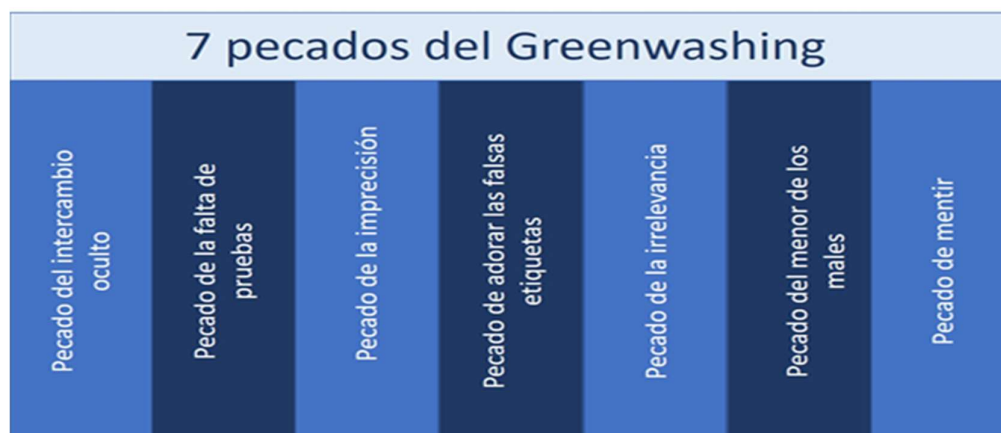 7 pecados del Greenwashing
Pecado del intercambio
oculto
Pecado de la falta de
pruebas
Pecado de la imprecisión
Pecado de adorar las falsas
etiquetas
Pecado de la irrelevancia
Pecado del menor de los
males
Pecado de mentir